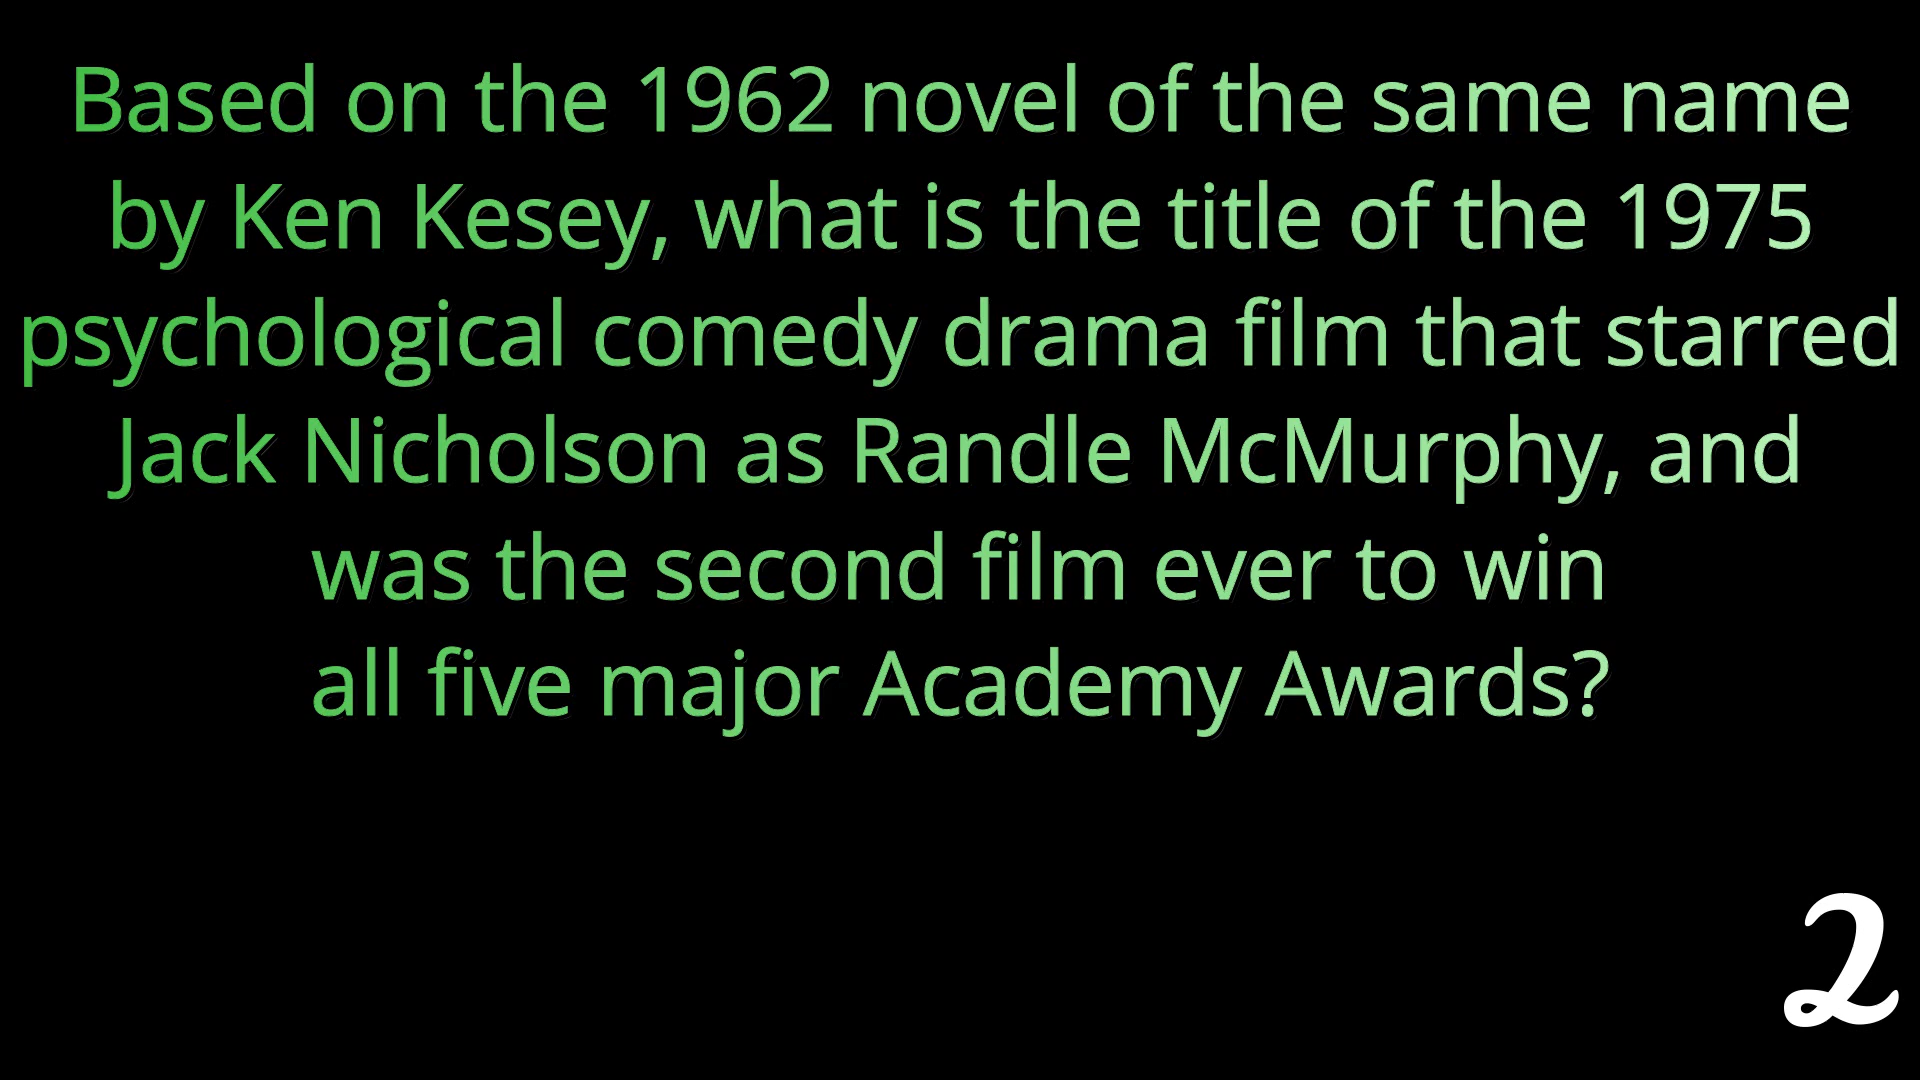 Based on the 1962 novel of the same name
by Ken Kesey, what is the title of the 1975
psychological comedy drama film that starred
Jack Nicholson as Randle McMurphy, and
was the second film ever to win
all five major Academy Awards?
2